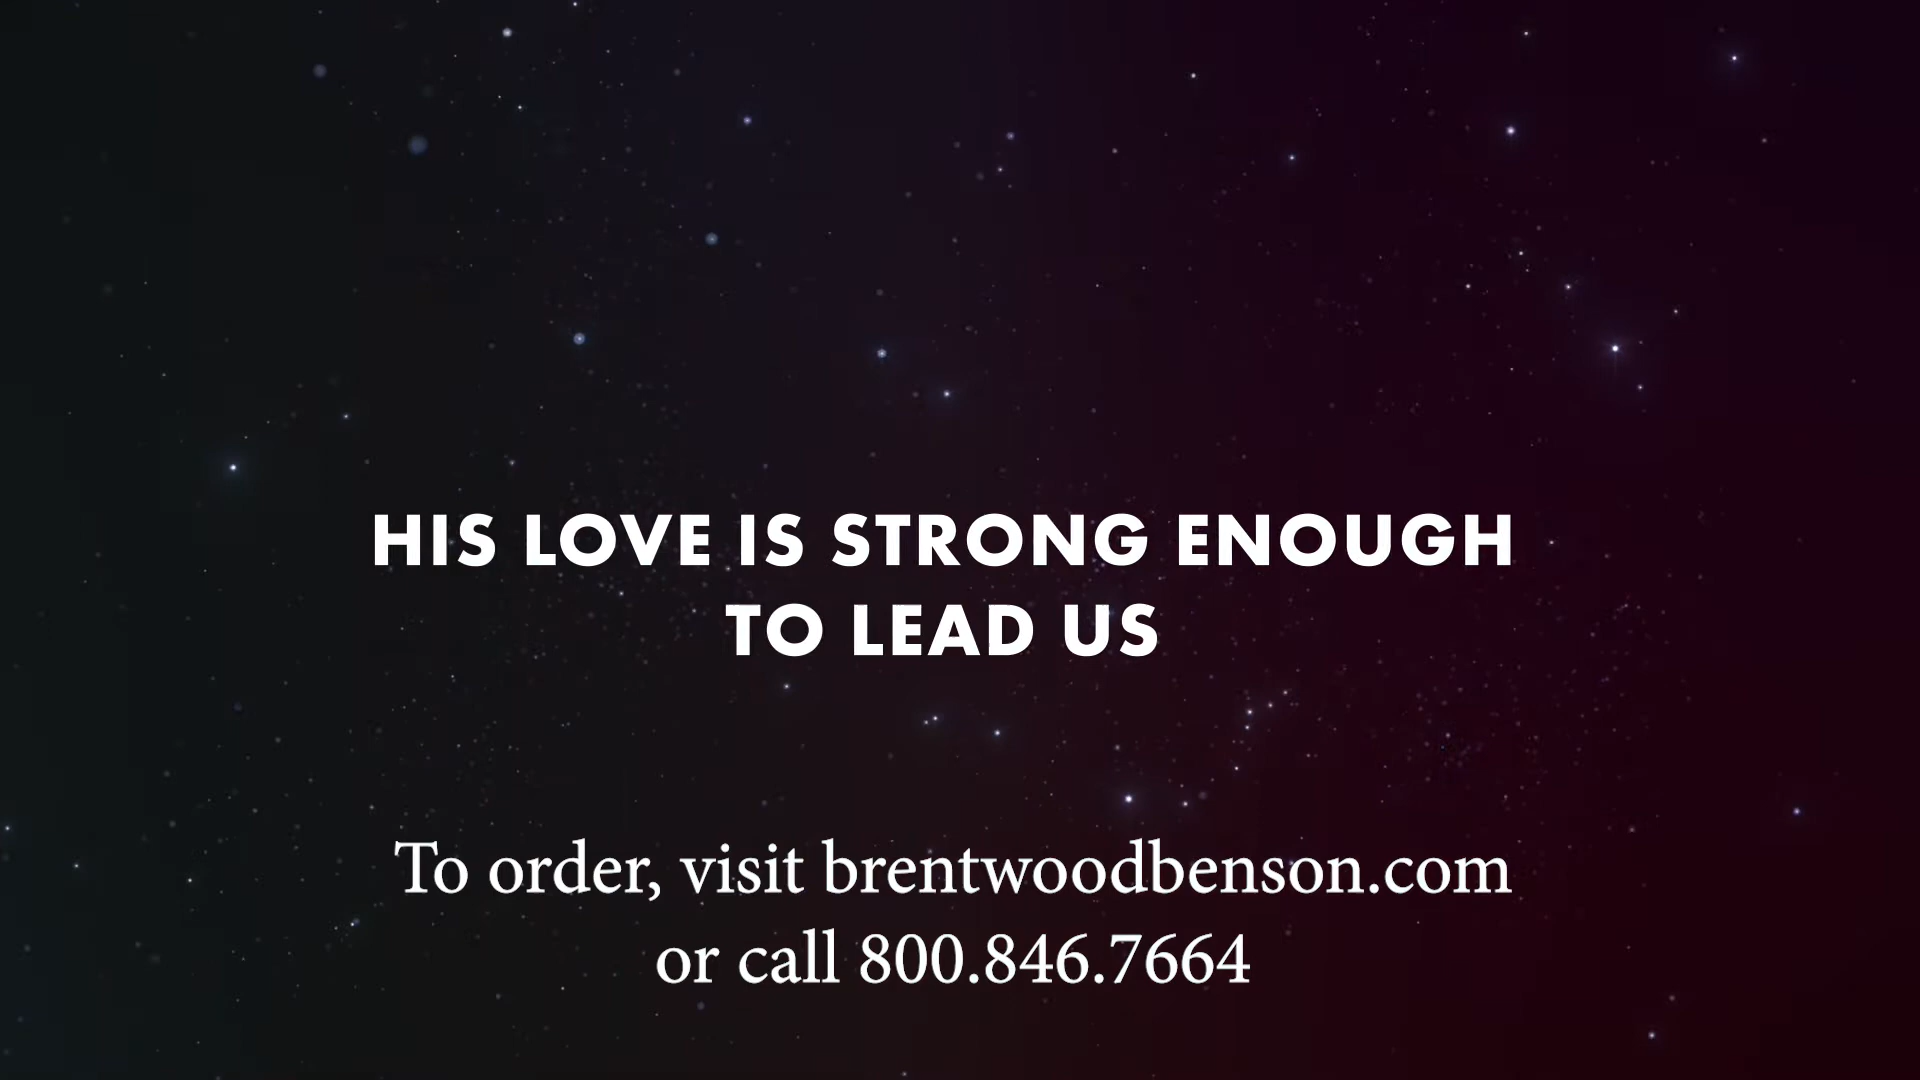 HIS LOVE IS STRONG ENOUGH
TO LEAD US
To order, visit brentwoodbenson.com
or call 800.846.7664